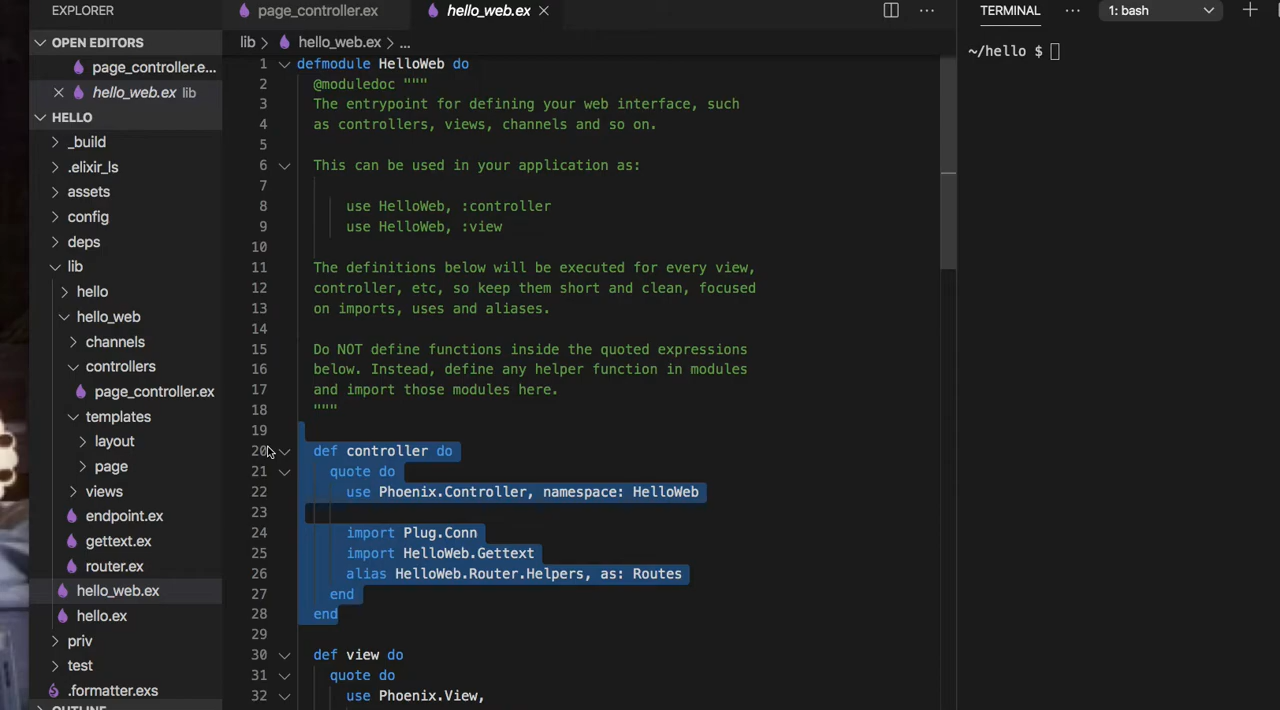 EXPLORER
OPEN EDITORS
page_controller.e...
hello_web.ex lib
HELLO
_build
.elixir_ls
assets
config
deps
lib
hello
hello_web
channels
controllers
page_controller.ex
templates
layout
page
views
endpoint.ex
gettext.ex
router.ex
hello_web.ex
hello.ex
priv
test
.formatter.exs
OUTLINE
page_controller.ex hello_web.ex
lib > hello_web.ex > ...
1 defmodule HelloWeb do
2 @moduledoc """
3 The entrypoint for defining your web interface, such
4 as controllers, views, channels and so on.
5
6 This can be used in your application as:
7
8 use HelloWeb, :controller
9 use HelloWeb, :view
10
11 The definitions below will be executed for every view,
12 controller, etc, so keep them short and clean, focused
13 on imports, uses and aliases.
14
15 Do NOT define functions inside the quoted expressions
16 below. Instead, define any helper function in modules
17 and import those modules here.
18 """
19
20 def controller do
21 quote do
22 use Phoenix.Controller, namespace: HelloWeb
23
24 import Plug.Conn
25 import HelloWeb.Gettext
26 alias HelloWeb.Router.Helpers, as: Routes
27 end
28 end
29
30 def view do
31 quote do
32 use Phoenix.View,
TERMINAL ... 1: bash
~/hello $